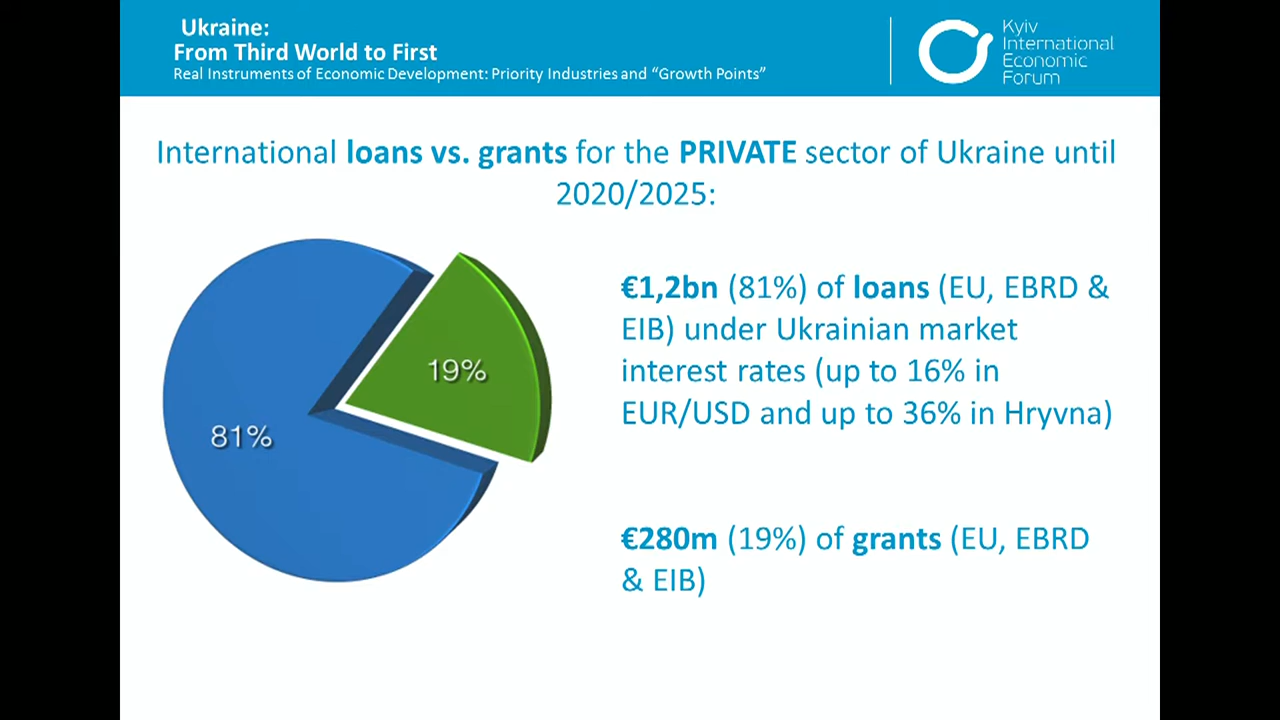 Ukraine:
From Third World to First
Real Instruments of Economic Development: Priority Industries and “Growth Points”
Kyiv
International
Economic
Forum
International loans vs. grants for the PRIVATE sector of Ukraine until
2020/2025:
81%
19%
€1,2bn (81%) of loans (EU, EBRD &
EIB) under Ukrainian market
interest rates (up to 16% in
EUR/USD and up to 36% in Hryvna)
€280m (19%) of grants (EU, EBRD
& EIB)